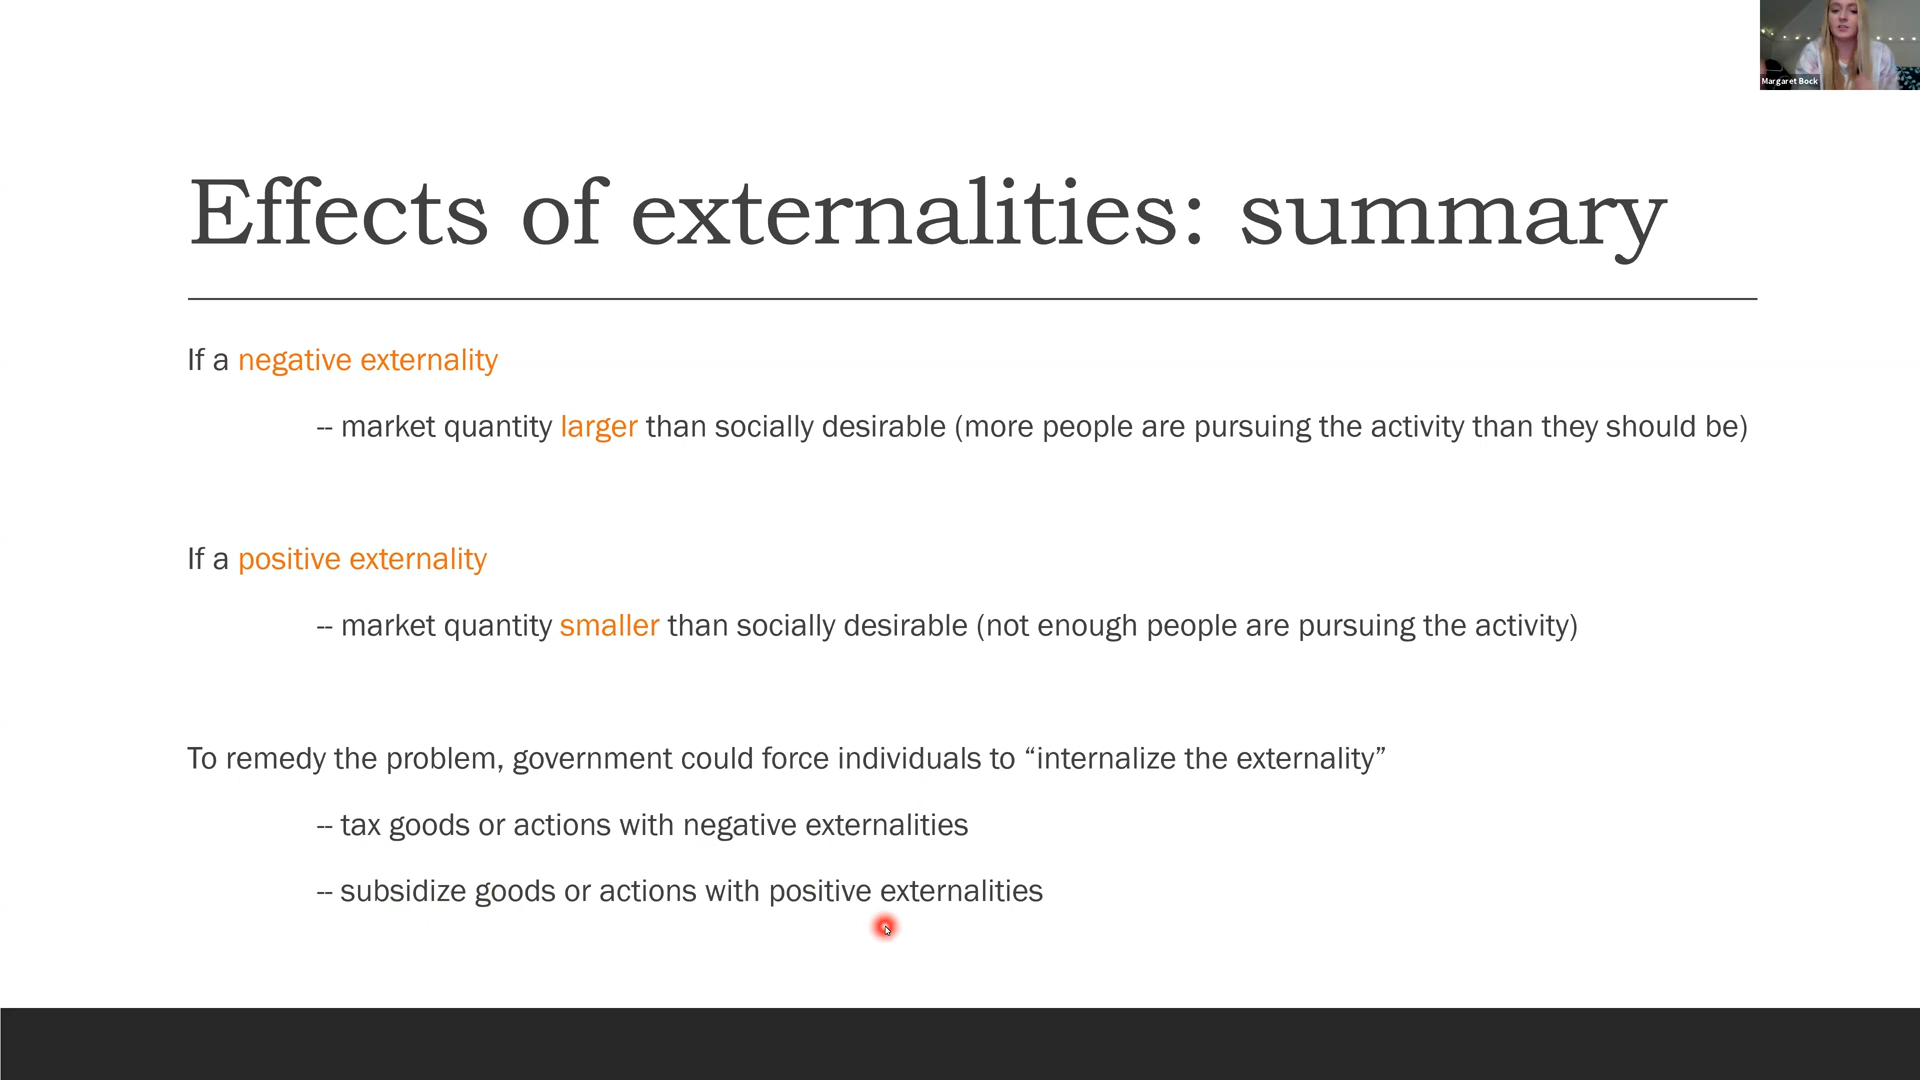 Margaret Bock
Effects of externalities: summary
If a negative externality
-- market quantity larger than socially desirable (more people are pursuing the activity than they should be)
If a positive externality
-- market quantity smaller than socially desirable (not enough people are pursuing the activity)
To remedy the problem, government could force individuals to “internalize the externality”
-- tax goods or actions with negative externalities
-- subsidize goods or actions with positive externalities